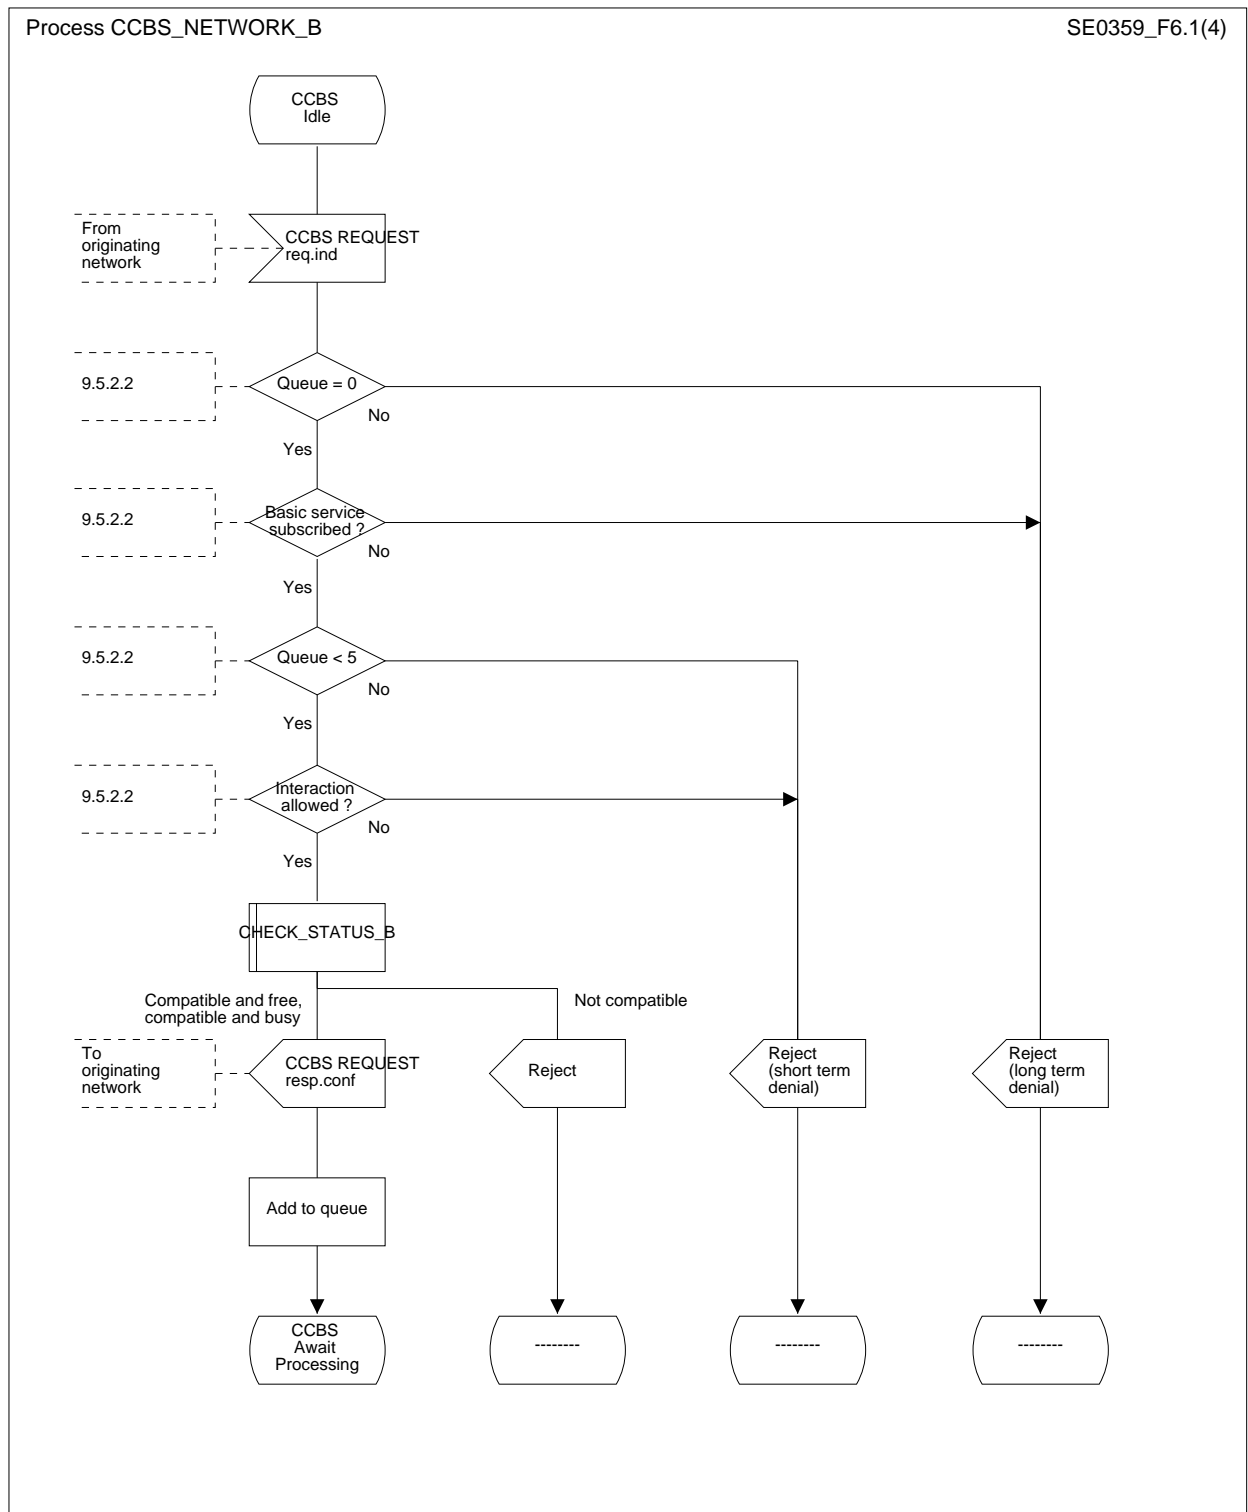 Process CCBS_NETWORK_B
SE0359_F6.1(4)
CCBS
Idle
From
originating
network
CCBS REQUEST
req.ind
9.5.2.2
Queue = 0
No
Yes
9.5.2.2
Basic service
subscribed ?
No
Yes
9.5.2.2
Queue < 5
No
Yes
9.5.2.2
Interaction
allowed ?
No
Yes
CHECK_STATUS_B
Compatible and free,
compatible and busy
Not compatible
To
originating
network
CCBS REQUEST
resp.conf
Reject
Reject
(short term
denial)
Reject
(long term
denial)
Add to queue
CCBS
Await
Processing
--------
--------
--------